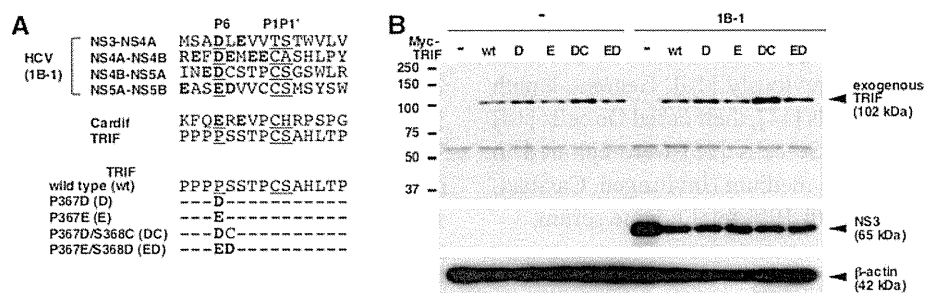 A
P6 P1P1'
HCV (1B-1)
NS3-NS4A MSADLEVVTSTWVLV
NS4A-NS4B REFDEMEECASHLPY
NS4B-NS5A INEDCSTPCSGSWLR
NS5A-NS5B EASEDVVCCSMSYSW
Cardif KFQEREVPCHRPSPG
TRIF PPPPSSTPCSAHLTP
TRIF
wild type (wt) PPPPSSTPCSAHLTP
P367D (D) ---D-----------
P367E (E) ---E-----------
P367D/S368C (DC) ---DC----------
P367E/S368D (ED) ---ED----------
B
- 1B-1
Myc-TRIF - wt D E DC ED - wt D E DC ED
250
150
100
75
50
37
exogenous TRIF (102 kDa)
NS3 (65 kDa)
β-actin (42 kDa)